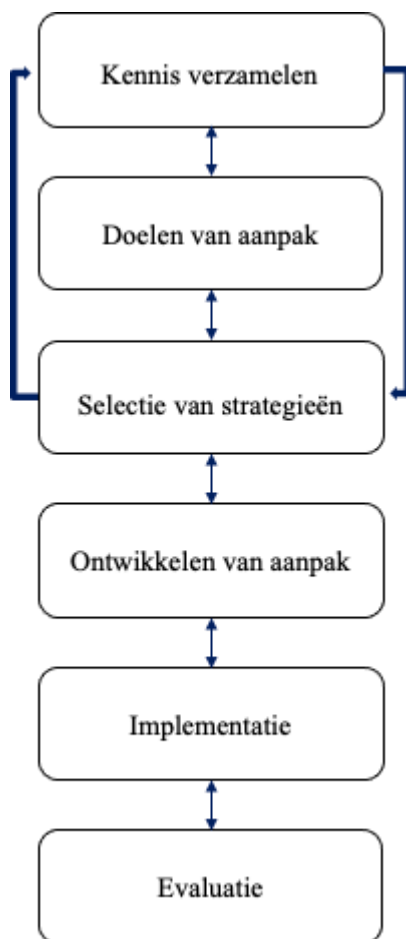 Kennis verzamelen
Doelen van aanpak
Selectie van strategieën
Ontwikkelen van aanpak
Implementatie
Evaluatie